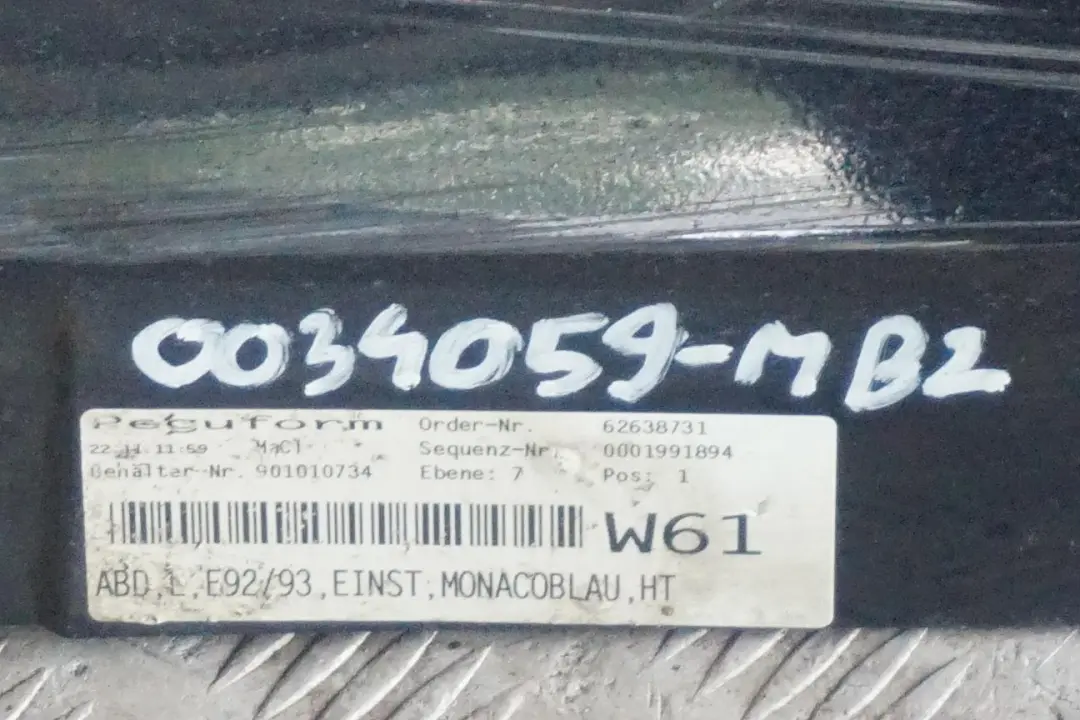 0034059-MB2
Peguform Order-Nr. 62638731
22.11 11:59 MaCl Sequenz-Nr. 0001991894
Behälter-Nr. 901010734 Ebene: 7 Pos: 1
W61
ABD,L,E92/93,EINST,MONACOBLAU,HT